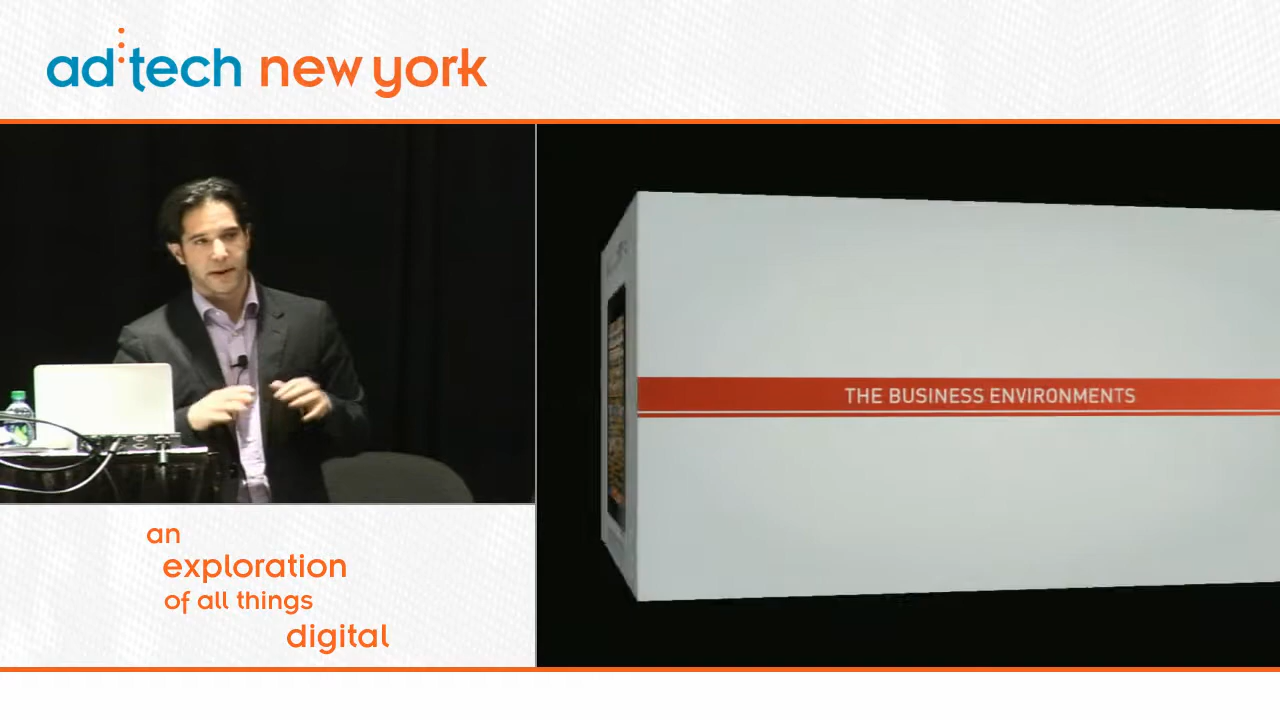 ad:tech new york
THE BUSINESS ENVIRONMENTS
an
exploration
of all things
digital